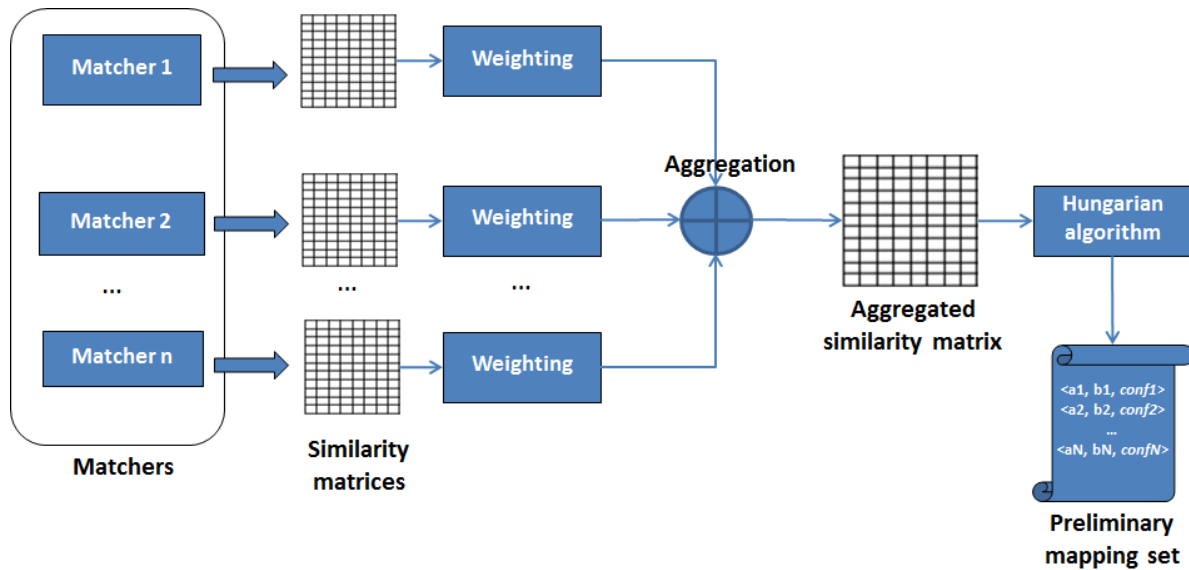 Matcher 1
Weighting
Matcher 2
Weighting
Aggregation
Hungarian
algorithm
...
...
...
Matcher n
Weighting
Aggregated
similarity matrix
<a1, b1, conf1>
<a2, b2, conf2>
...
<aN, bN, confN>
Matchers
Similarity
matrices
Preliminary
mapping set